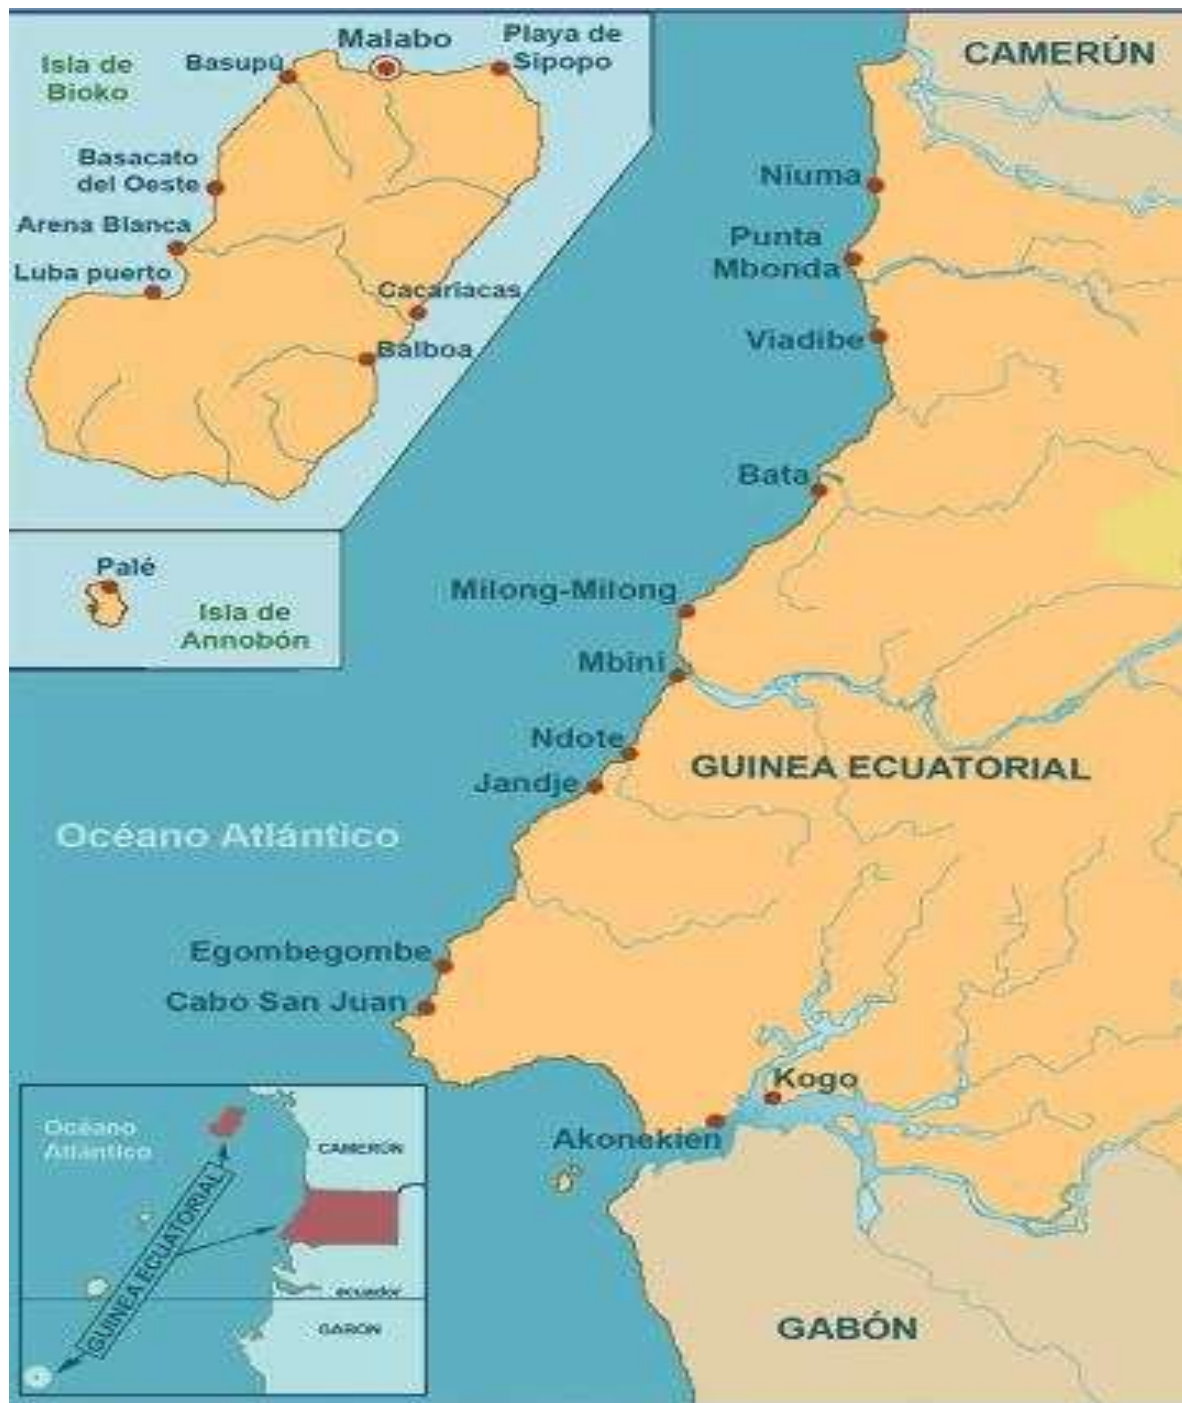 Isla de
Bioko
Basupú
Malabo
Playa de
Sipopo
Basacato
del Oeste
Arena Blanca
Luba puerto
Cacariacas
Balboa
Palé
Isla de
Annobón
CAMERÚN
Niuma
Punta
Mbonda
Viadibe
Bata
Milong-Milong
Mbini
Ndote
Jandje
GUINEA ECUATORIAL
Océano Atlántico
Egombegombe
Cabo San Juan
Kogo
Akonekien
GABÓN
Océano
Atlántico
CAMERÚN
GUINEA ECUATORIAL
ecuador
GABÓN